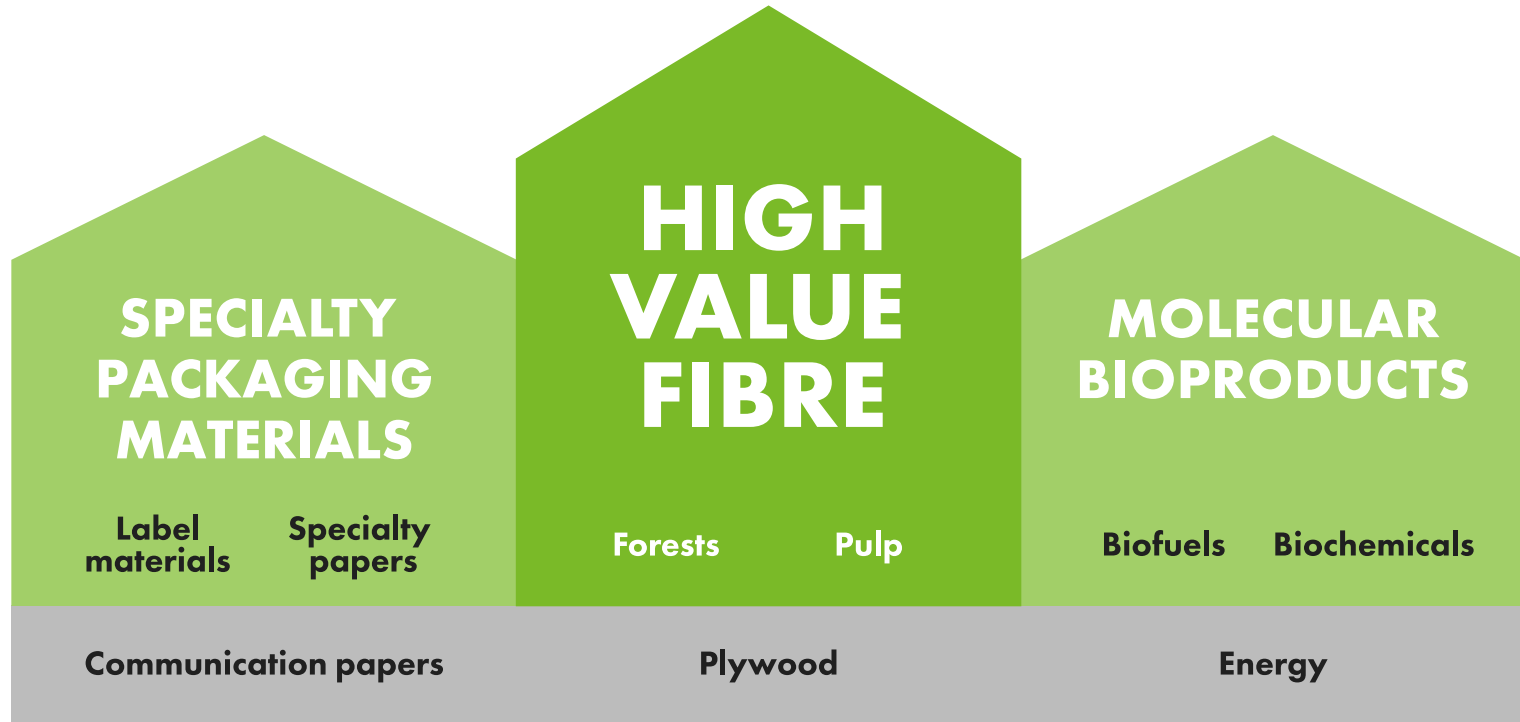 SPECIALTY
PACKAGING
MATERIALS
Label
materials
Specialty
papers
HIGH
VALUE
FIBRE
Forests
Pulp
MOLECULAR
BIOPRODUCTS
Biofuels
Biochemicals
Communication papers
Plywood
Energy